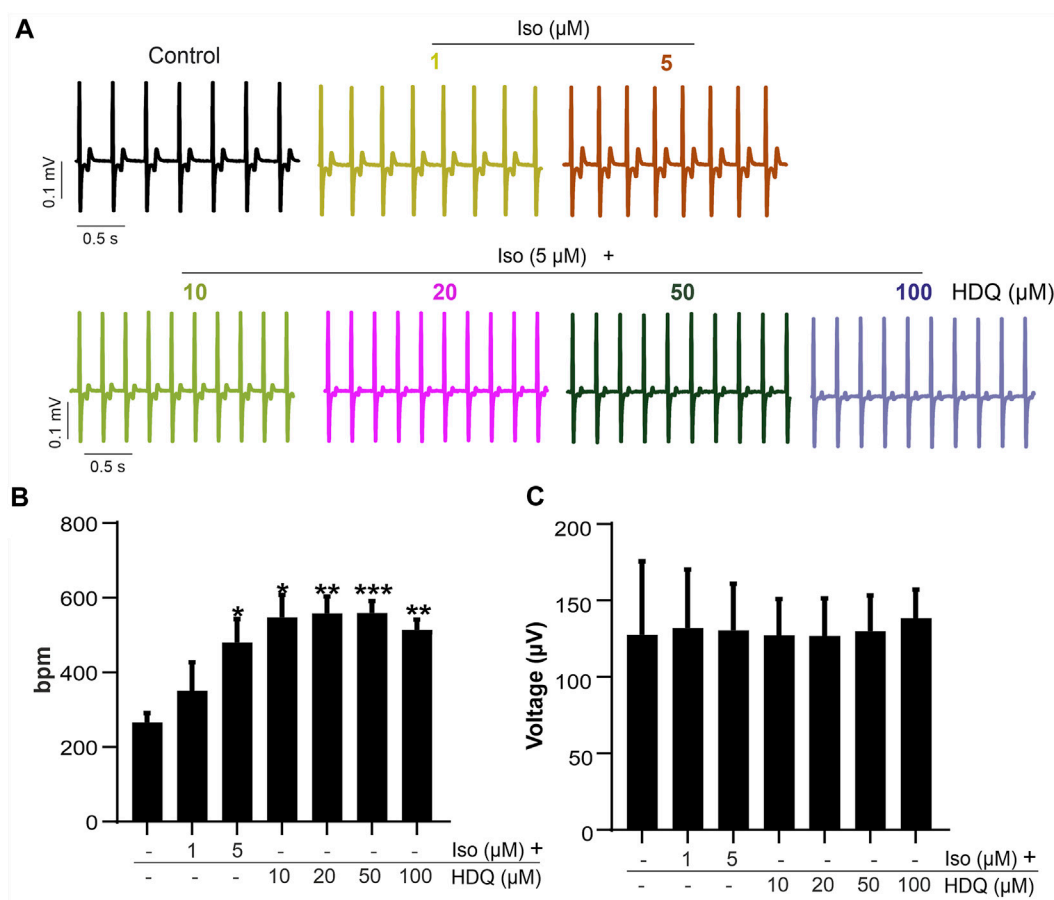 A
Iso (µM)
Control
1
5
0.1 mV
0.5 s
Iso (5 µM) +
10
20
50
100
HDQ (µM)
0.1 mV
0.5 s
B
800
600
400
200
0
bpm
*
*
**
***
**
- 1 5 - - - - Iso (µM) +
- - - 10 20 50 100 HDQ (µM)
C
200
150
100
50
0
Voltage (µV)
- 1 5 - - - - Iso (µM) +
- - - 10 20 50 100 HDQ (µM)